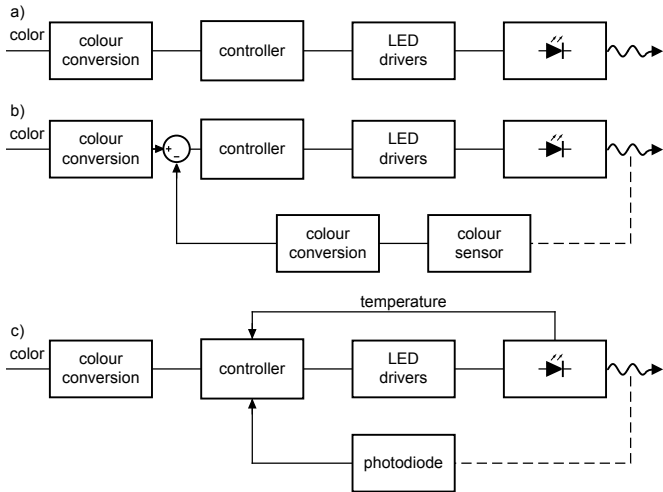 a)
color
colour
conversion
controller
LED
drivers
b)
color
colour
conversion
+
−
controller
LED
drivers
colour
conversion
colour
sensor
temperature
c)
color
colour
conversion
controller
LED
drivers
photodiode